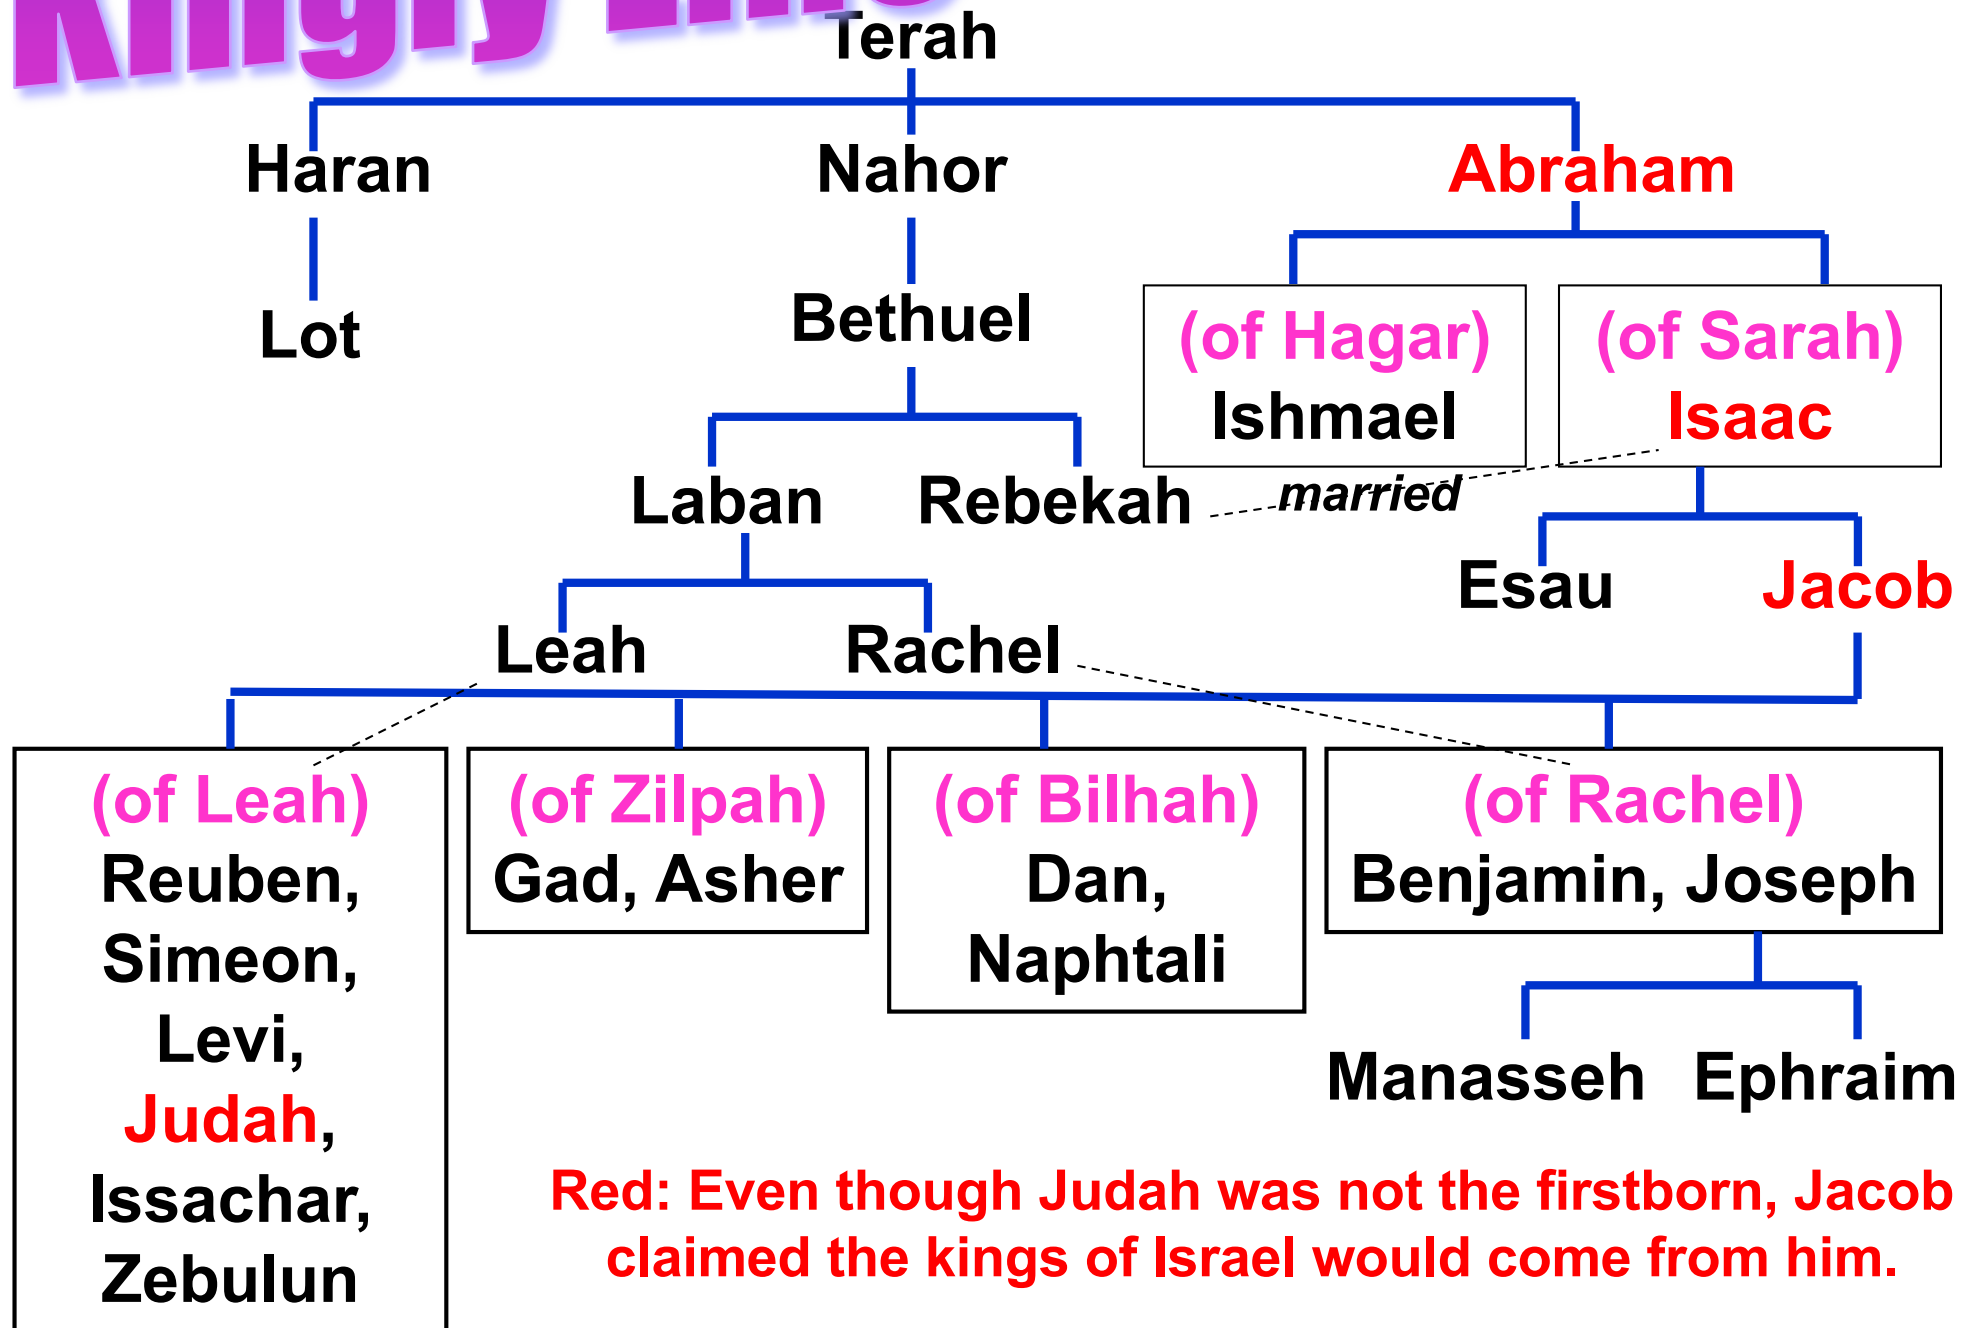 Kingly Line
Terah
Haran Nahor Abraham
Lot Bethuel (of Hagar) (of Sarah)
Ishmael Isaac
Laban Rebekah married
Esau Jacob
Leah Rachel
(of Leah) (of Zilpah) (of Bilhah) (of Rachel)
Reuben, Gad, Asher Dan, Benjamin, Joseph
Simeon, Naphtali
Levi,
Manasseh Ephraim
Judah,
Issachar,
Zebulun
Red: Even though Judah was not the firstborn, Jacob
claimed the kings of Israel would come from him.